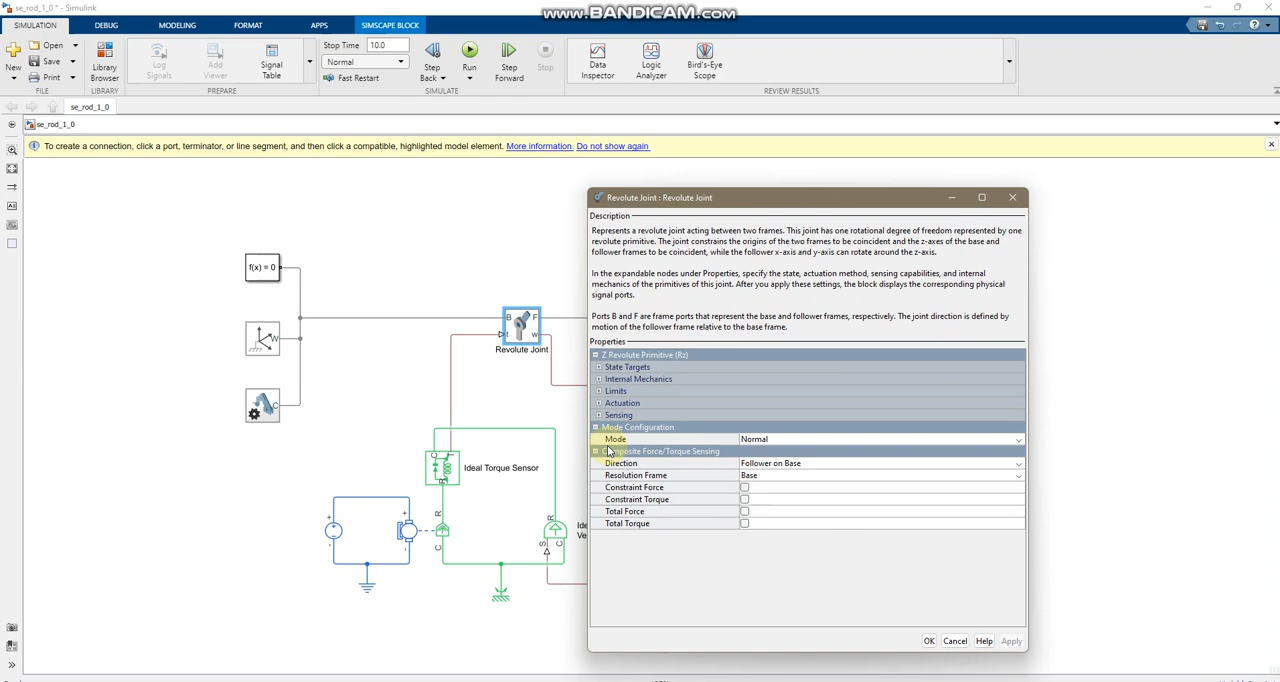 se_rod_1_0 * - Simulink
www.BANDICAM.com
SIMULATION DEBUG MODELING FORMAT APPS SIMSCAPE BLOCK
New
Open
Save
Print
FILE
Library
Browser
LIBRARY
Log
Signals
Add
Viewer
Signal
Table
PREPARE
Stop Time 10.0
Normal
Fast Restart
Step
Back
Run
Step
Forward
Stop
SIMULATE
Data
Inspector
Logic
Analyzer
Bird's-Eye
Scope
REVIEW RESULTS
se_rod_1_0
se_rod_1_0
To create a connection, click a port, terminator, or line segment, and then click a compatible, highlighted model element. More information. Do not show again
f(x) = 0
W
C
B F
t w
Revolute Joint
Ideal Torque Sensor
Ide
Ve
R
C
R
S
C
Revolute Joint : Revolute Joint
Description
Represents a revolute joint acting between two frames. This joint has one rotational degree of freedom represented by one
revolute primitive. The joint constrains the origins of the two frames to be coincident and the z-axes of the base and
follower frames to be coincident, while the follower x-axis and y-axis can rotate around the z-axis.
In the expandable nodes under Properties, specify the state, actuation method, sensing capabilities, and internal
mechanics of the primitives of this joint. After you apply these settings, the block displays the corresponding physical
signal ports.
Ports B and F are frame ports that represent the base and follower frames, respectively. The joint direction is defined by
motion of the follower frame relative to the base frame.
Properties
Z Revolute Primitive (Rz)
State Targets
Internal Mechanics
Limits
Actuation
Sensing
Mode Configuration
Mode Normal
Composite Force/Torque Sensing
Direction Follower on Base
Resolution Frame Base
Constraint Force
Constraint Torque
Total Force
Total Torque
OK Cancel Help Apply